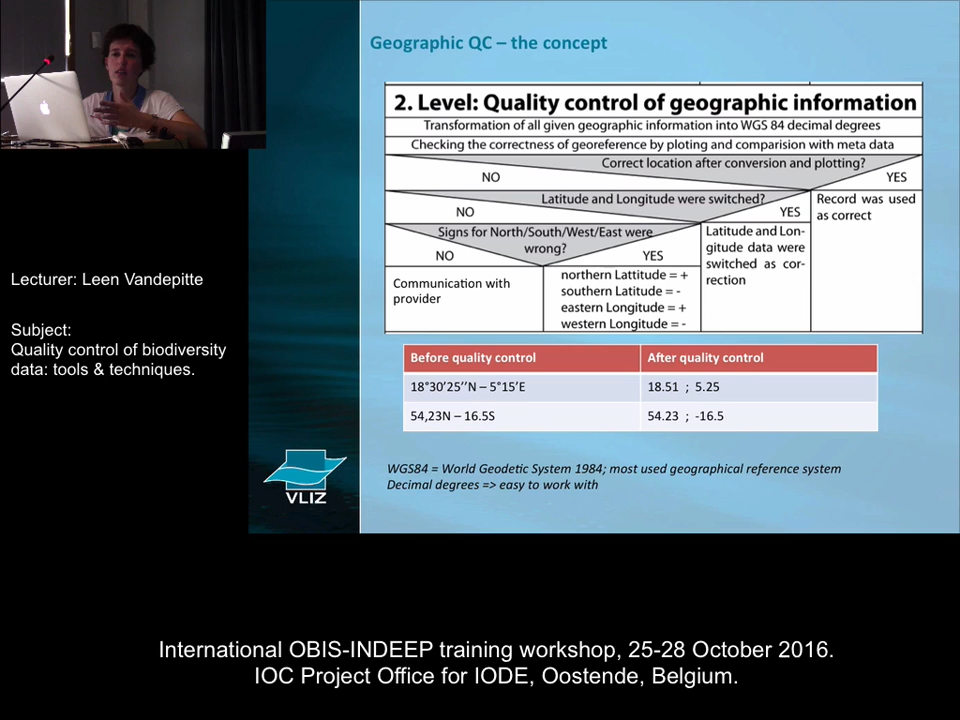 Geographic QC – the concept
2. Level: Quality control of geographic information
Transformation of all given geographic information into WGS 84 decimal degrees
Checking the correctness of georeference by ploting and comparision with meta data
Correct location after conversion and plotting?
NO
YES
Latitude and Longitude were switched?
NO
YES
Record was used
as correct
Signs for North/South/West/East were
wrong?
NO
YES
Latitude and Lon-
gitude data were
switched as cor-
rection
Communication with
provider
northern Lattitude = +
southern Latitude = -
eastern Longitude = +
western Longitude = -
Before quality control
After quality control
18°30’25’’N – 5°15’E
18.51 ; 5.25
54,23N – 16.5S
54.23 ; -16.5
WGS84 = World Geodetic System 1984; most used geographical reference system
Decimal degrees => easy to work with
VLIZ
Lecturer: Leen Vandepitte
Subject:
Quality control of biodiversity
data: tools & techniques.
International OBIS-INDEEP training workshop, 25-28 October 2016.
IOC Project Office for IODE, Oostende, Belgium.